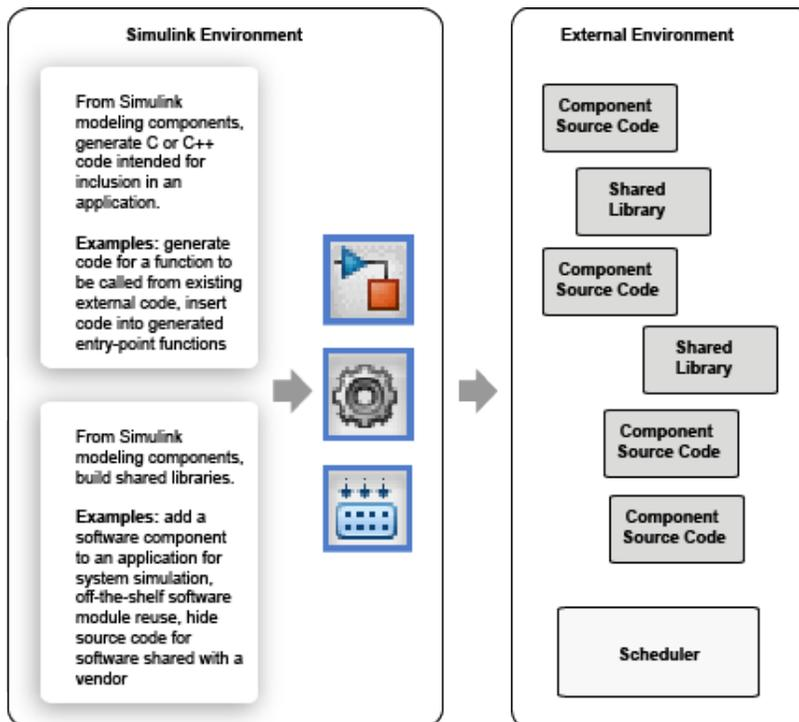 Simulink Environment
From Simulink
modeling components,
generate C or C++
code intended for
inclusion in an
application.
Examples: generate
code for a function to
be called from existing
external code, insert
code into generated
entry-point functions
From Simulink
modeling components,
build shared libraries.
Examples: add a
software component
to an application for
system simulation,
off-the-shelf software
module reuse, hide
source code for
software shared with a
vendor
External Environment
Component
Source Code
Shared
Library
Component
Source Code
Shared
Library
Component
Source Code
Component
Source Code
Scheduler